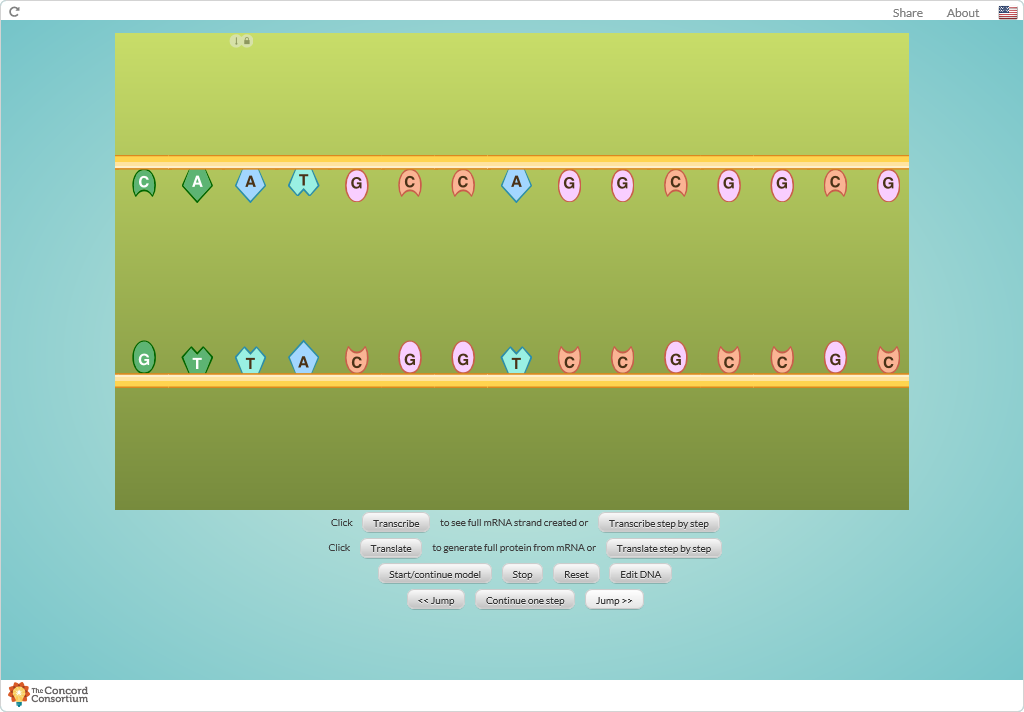 Share About
C A A T G C C A G G C G G C G
G T T A C G G T C C G C C G C
Click Transcribe to see full mRNA strand created or Transcribe step by step
Click Translate to generate full protein from mRNA or Translate step by step
Start/continue model Stop Reset Edit DNA
<< Jump Continue one step Jump >>
The Concord
Consortium